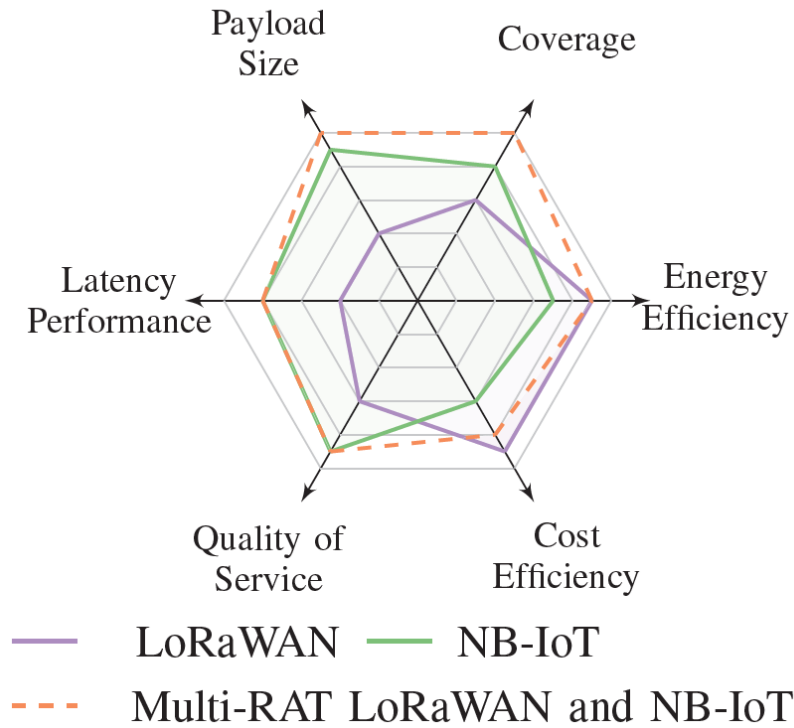 Payload
Size
Coverage
Latency
Performance
Energy
Efficiency
Quality of
Service
Cost
Efficiency
LoRaWAN
NB-IoT
Multi-RAT LoRaWAN and NB-IoT